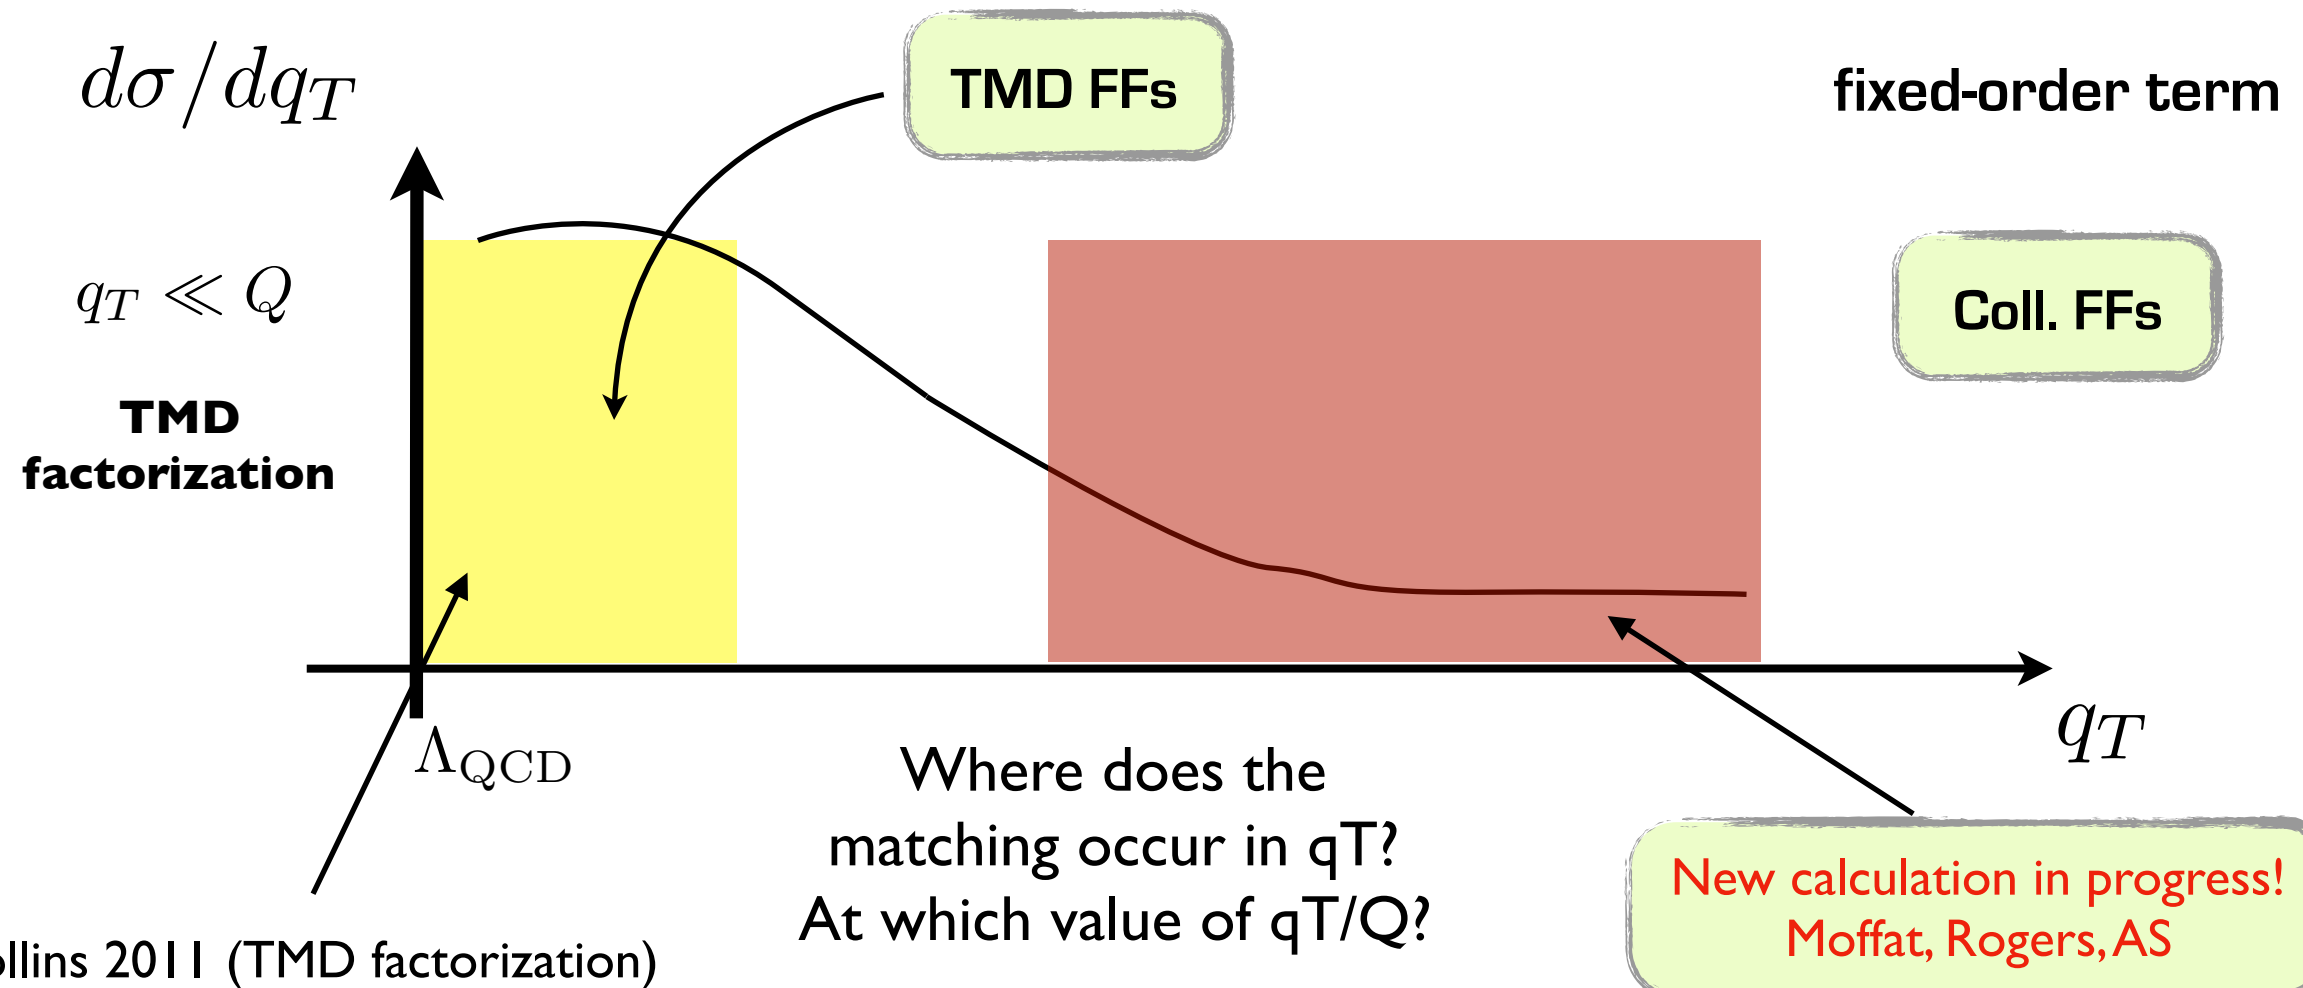 dσ/dq_T
TMD FFs
fixed-order term
q_T ≪ Q
Coll. FFs
TMD
factorization
Λ_QCD
q_T
Where does the
matching occur in qT?
At which value of qT/Q?
New calculation in progress!
Moffat, Rogers, AS
ollins 2011 (TMD factorization)